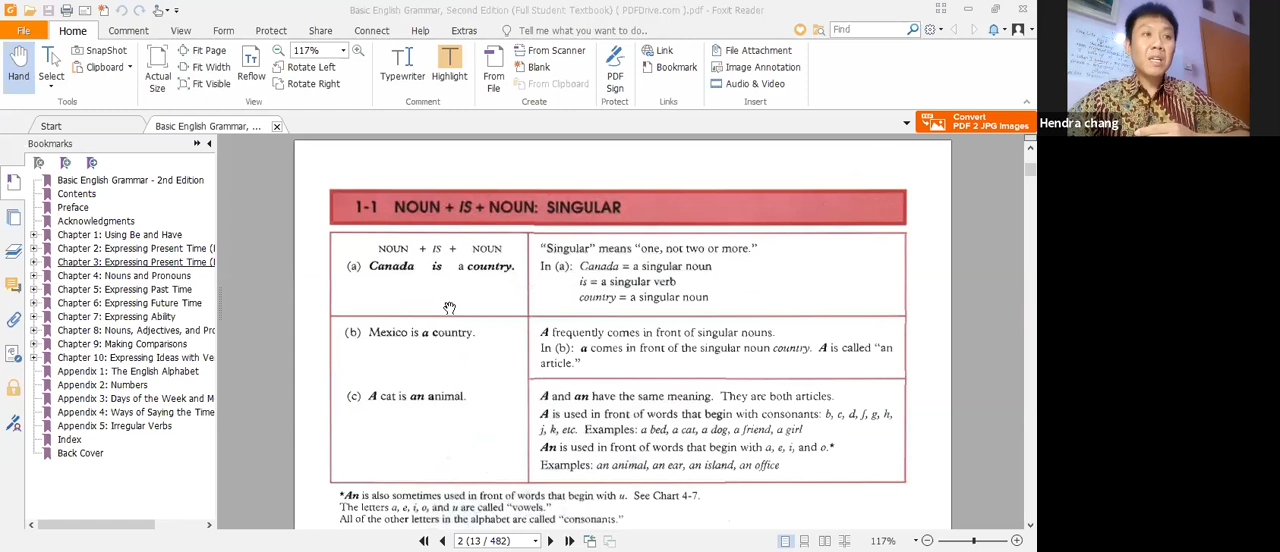 Basic English Grammar, Second Edition (Full Student Textbook) ( PDFDrive.com ).pdf - Foxit Reader
File Home Comment View Form Protect Share Connect Help Extras Tell me what you want to do.. Find
Hand
Select
SnapShot
Clipboard
Tools
Actual Size
Fit Page
Fit Width
Fit Visible
Reflow
117%
Rotate Left
Rotate Right
View
Typewriter
Highlight
Comment
From File
From Scanner
Blank
From Clipboard
Create
PDF Sign
Protect
Link
Bookmark
Links
File Attachment
Image Annotation
Audio & Video
Insert
Start
Basic English Grammar, ...
Convert
PDF 2 JPG Images
Hendra chang
Bookmarks
Basic English Grammar - 2nd Edition
Contents
Preface
Acknowledgments
Chapter 1: Using Be and Have
Chapter 2: Expressing Present Time (
Chapter 3: Expressing Present Time (
Chapter 4: Nouns and Pronouns
Chapter 5: Expressing Past Time
Chapter 6: Expressing Future Time
Chapter 7: Expressing Ability
Chapter 8: Nouns, Adjectives, and Pro
Chapter 9: Making Comparisons
Chapter 10: Expressing Ideas with Ve
Appendix 1: The English Alphabet
Appendix 2: Numbers
Appendix 3: Days of the Week and M
Appendix 4: Ways of Saying the Time
Appendix 5: Irregular Verbs
Index
Back Cover
1-1 NOUN + IS + NOUN: SINGULAR
NOUN + IS + NOUN
(a) Canada is a country.
"Singular" means "one, not two or more."
In (a): Canada = a singular noun
is = a singular verb
country = a singular noun
(b) Mexico is a country.
A frequently comes in front of singular nouns.
In (b): a comes in front of the singular noun country. A is called "an
article."
(c) A cat is an animal.
A and an have the same meaning. They are both articles.
A is used in front of words that begin with consonants: b, c, d, f, g, h,
j, k, etc. Examples: a bed, a cat, a dog, a friend, a girl
An is used in front of words that begin with a, e, i, and o.*
Examples: an animal, an ear, an island, an office
*An is also sometimes used in front of words that begin with u. See Chart 4-7.
The letters a, e, i, o, and u are called "vowels."
All of the other letters in the alphabet are called "consonants."
2 (13 / 482)
117%